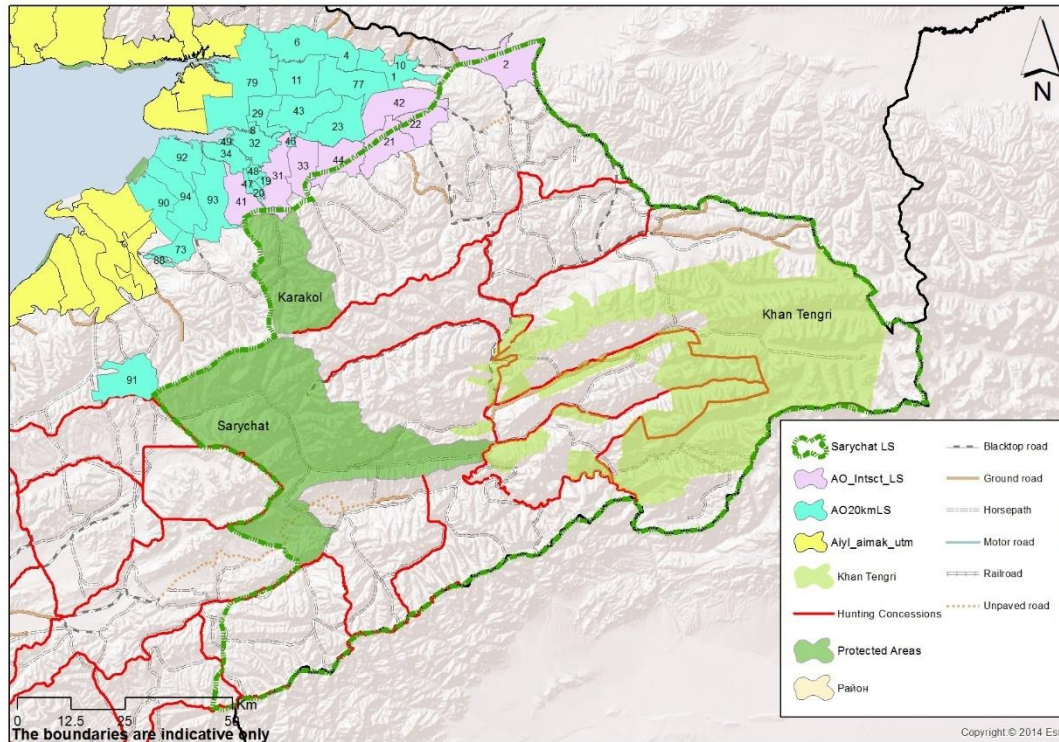 6
4
10
2
79
11
77
1
42
29
43
22
8
23
21
49
32
46
92
34
44
48
33
31
47
19
20
90
94
93
41
73
88
N
Karakol
Khan Tengri
91
Sarychat
Sarychat LS
AO_Intsct_LS
AO20kmLS
Aiyl_aimak_utm
Khan Tengri
Hunting Concessions
Protected Areas
Район
Blacktop road
Ground road
Horsepath
Motor road
Railroad
Unpaved road
Km
0 12.5 25 50
The boundaries are indicative only
Copyright:© 2014 Es